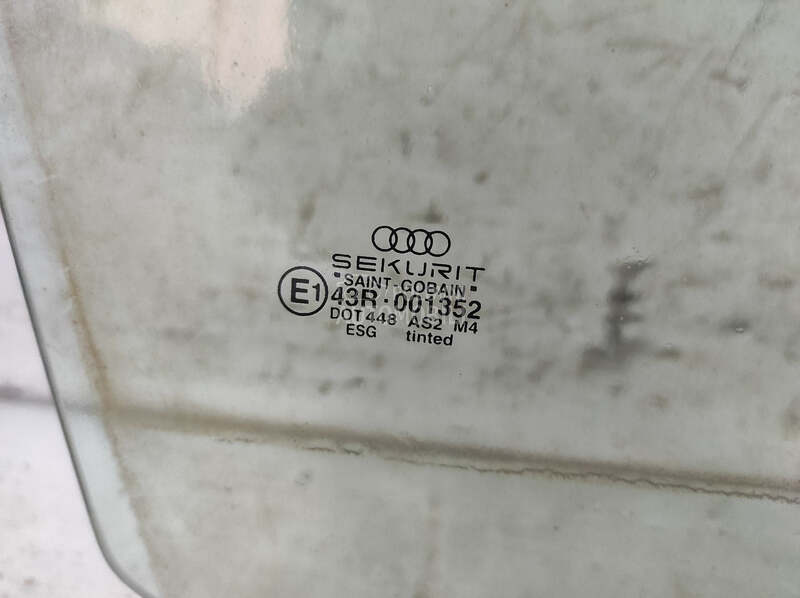 SEKURIT
"SAINT-GOBAIN"
E1 43R-001352
DOT 448 AS2 M4
ESG tinted